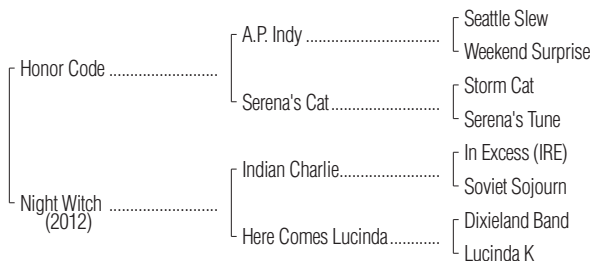 Seattle Slew
A.P. Indy ..................................
Weekend Surprise
Honor Code ...........................
Storm Cat
Serena's Cat...........................
Serena's Tune
In Excess (IRE)
Indian Charlie.........................
Soviet Sojourn
Night Witch ...........................
(2012)
Dixieland Band
Here Comes Lucinda............
Lucinda K